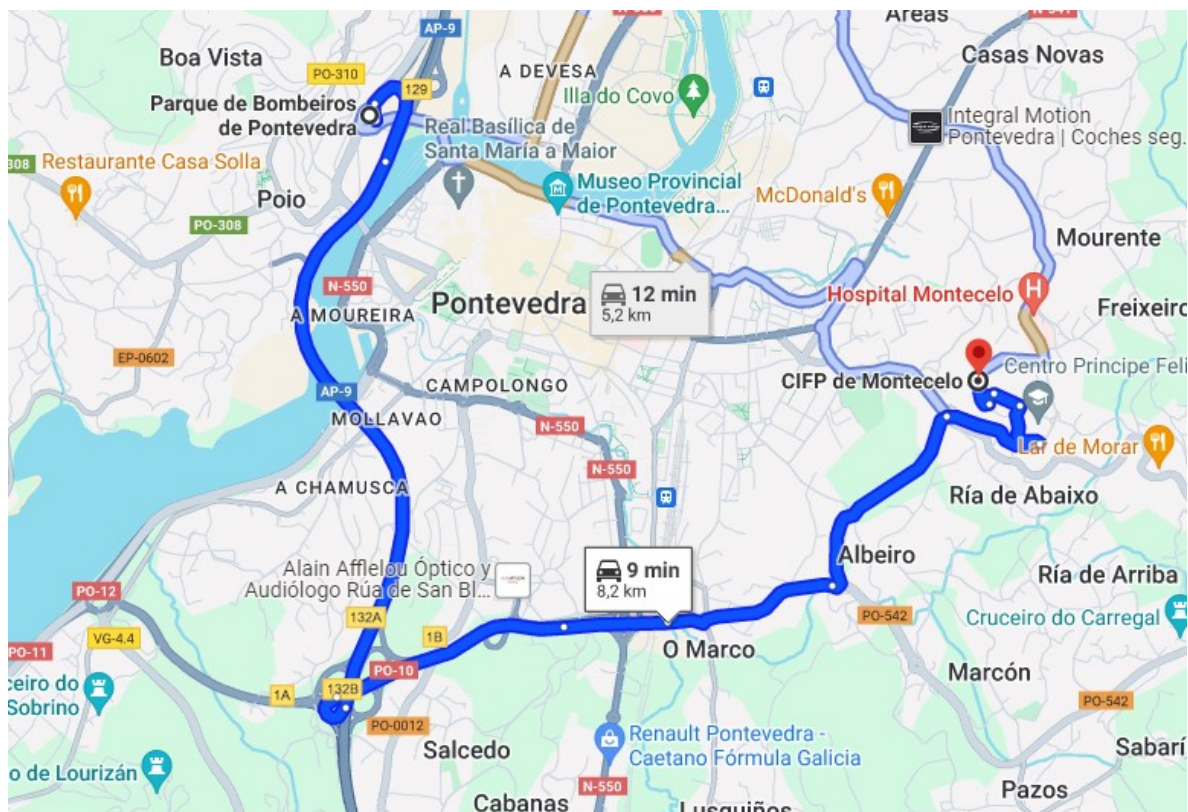 Areas
N-541
AP-9
Boa Vista
Casas Novas
A DEVESA
PO-310
129
Illa do Covo
Parque de Bombeiros
de Pontevedra
Integral Motion
Pontevedra | Coches seg.
Real Basílica de
Santa María a Maior
308
Restaurante Casa Solla
Museo Provincial
de Pontevedra...
McDonald's
Poio
PO-308
Mourente
N-550
12 min
5,2 km
Pontevedra
Hospital Montecelo
H
Freixeiro
A MOUREIRA
EP-0602
Centro Principe Feli
CIFP de Montecelo
CAMPOLONGO
AP-9
MOLLAVAO
N-550
Lar de Morar
N-550
A CHAMUSCA
Ría de Abaixo
Albeiro
Alain Afflelou Óptico y
Audiólogo Rúa de San Bl...
9 min
8,2 km
Ría de Arriba
PO-12
132A
PO-542
Cruceiro do Carregal
VG-4.4
1B
O Marco
PO-11
PO-10
Marcón
ceiro do
Sobrino
1A
132B
PO-542
PO-0012
Salcedo
Renault Pontevedra -
Caetano Fórmula Galicia
Sabarí
o de Lourizán
N-550
Pazos
Cabanas
Lusquiños